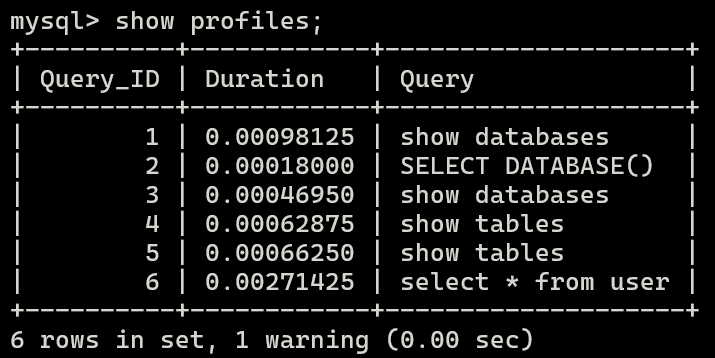 mysql> show profiles;
+----------+------------+---------------------+
| Query_ID | Duration   | Query               |
+----------+------------+---------------------+
|        1 | 0.00098125 | show databases      |
|        2 | 0.00018000 | SELECT DATABASE()   |
|        3 | 0.00046950 | show databases      |
|        4 | 0.00062875 | show tables         |
|        5 | 0.00066250 | show tables         |
|        6 | 0.00271425 | select * from user |
+----------+------------+---------------------+
6 rows in set, 1 warning (0.00 sec)